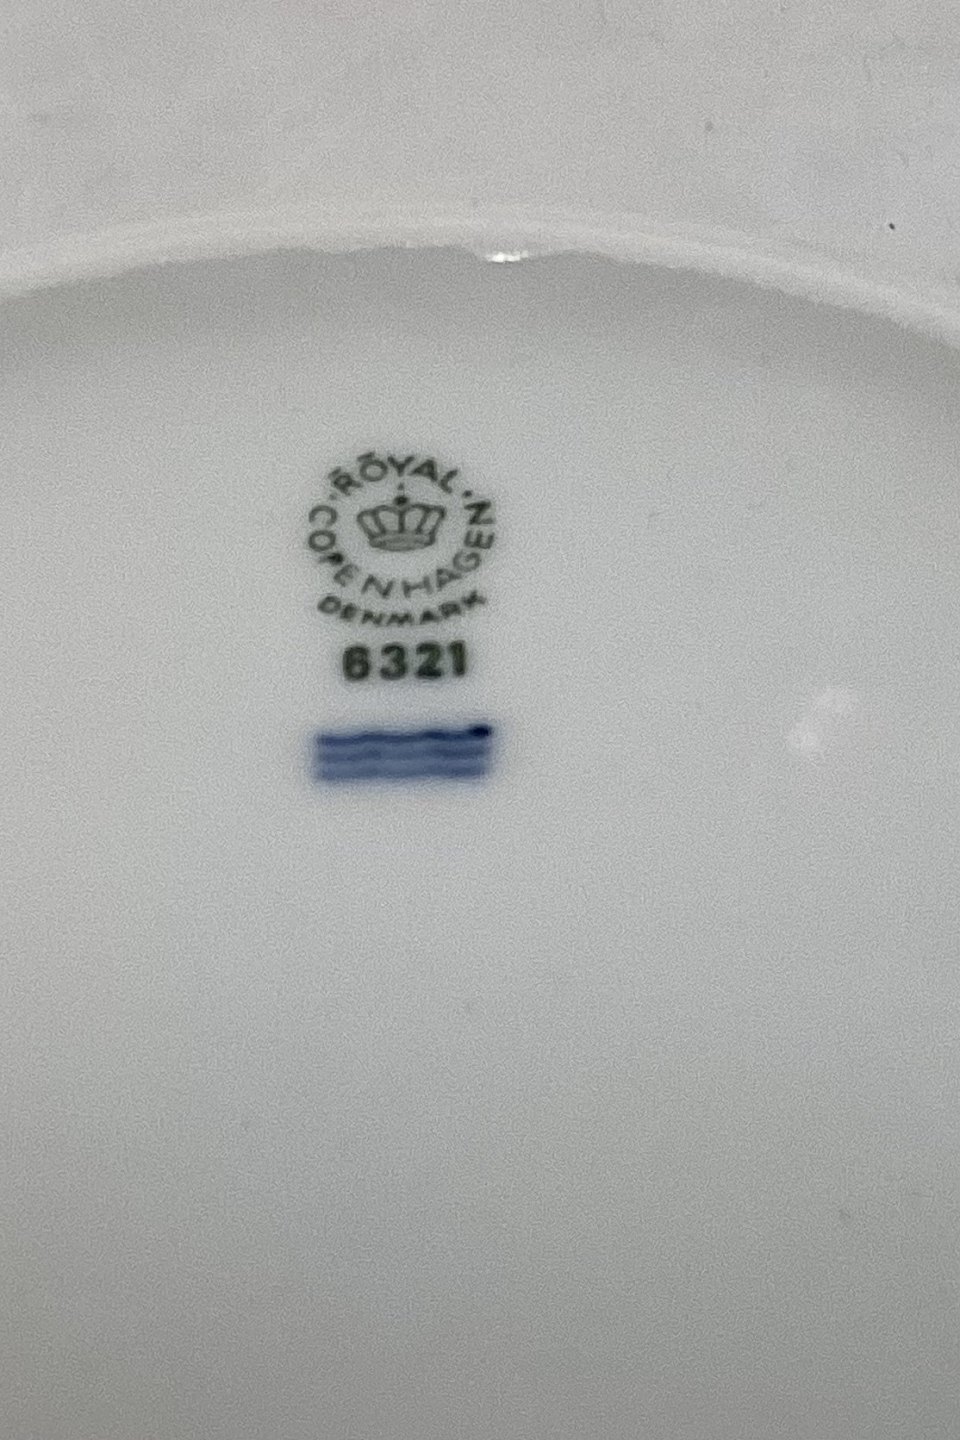 ROYAL
COPENHAGEN
DENMARK
6321